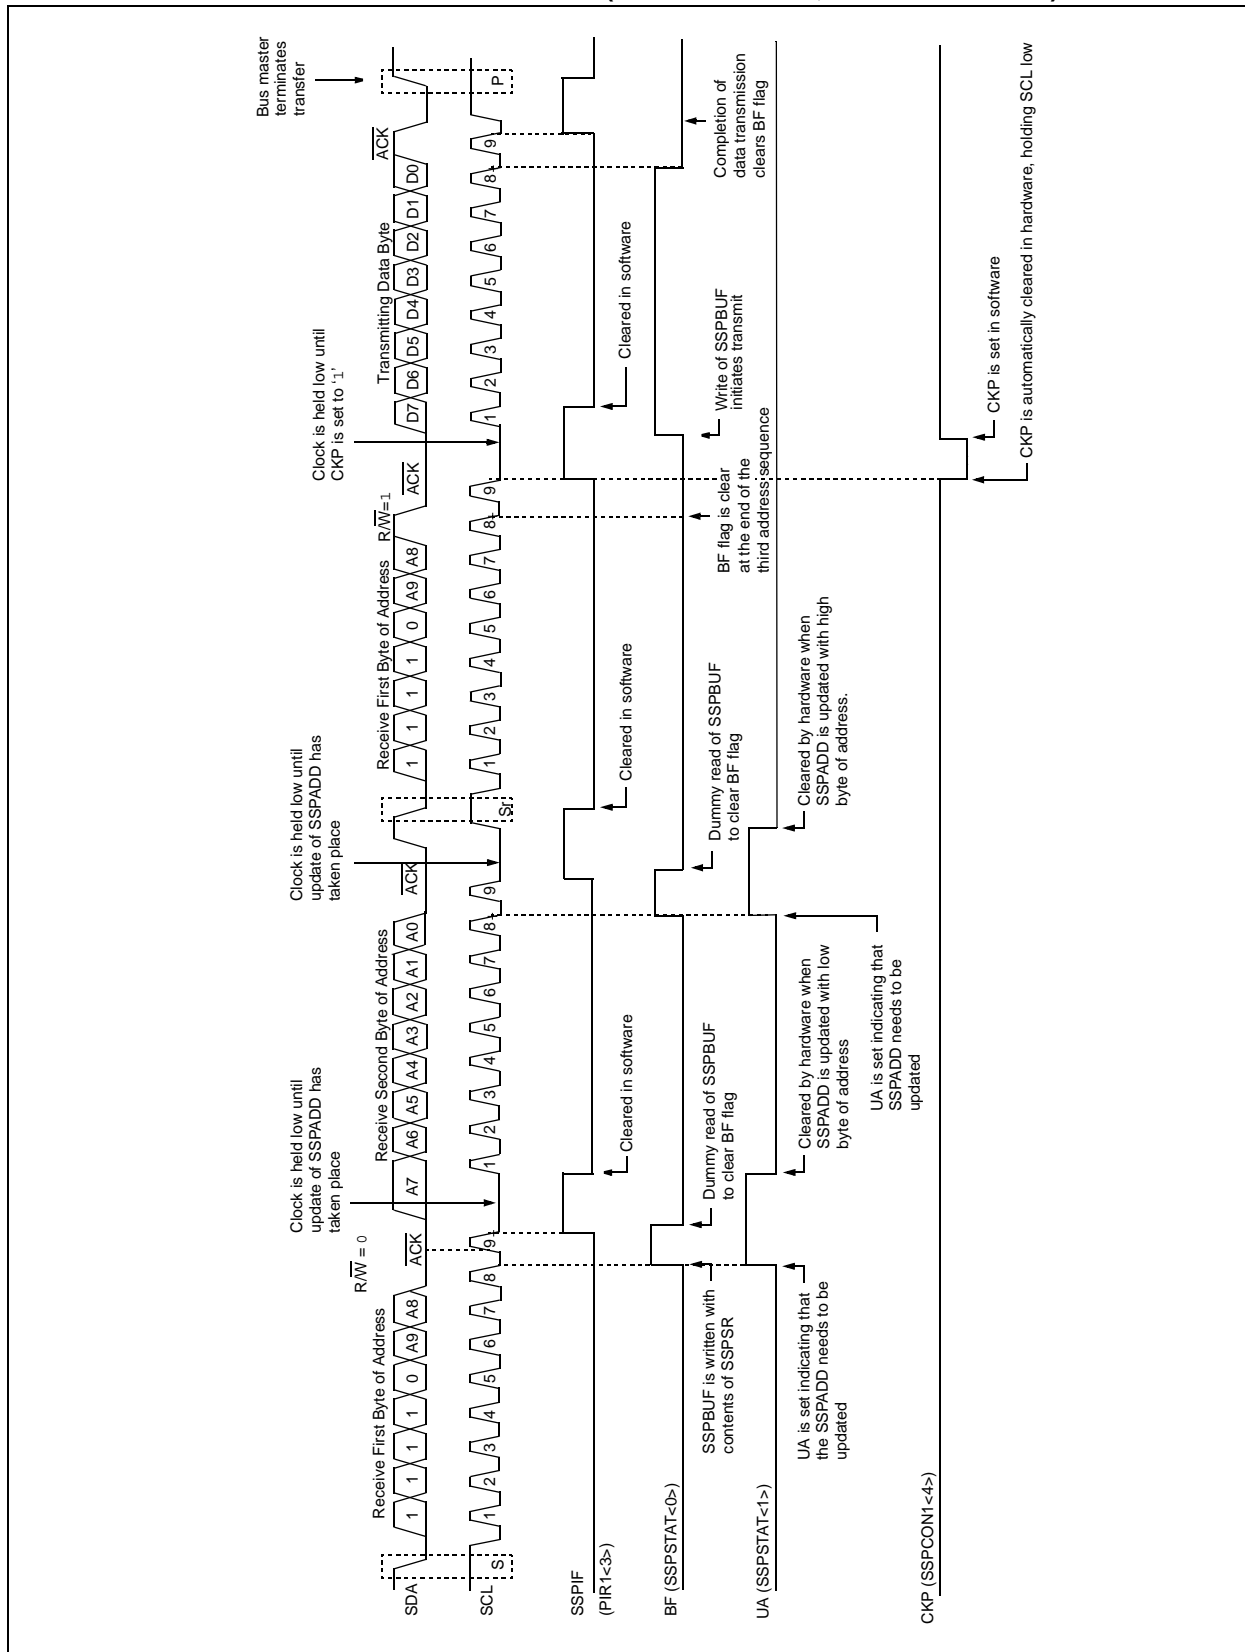 Bus master
terminates
transfer
Clock is held low until
CKP is set to ‘1’
Clock is held low until
update of SSPADD has
taken place
Clock is held low until
update of SSPADD has
taken place
R/W = 0
R/W=1
Receive First Byte of Address
Receive Second Byte of Address
Receive First Byte of Address
Transmitting Data Byte
ACK
ACK
ACK
ACK
SDA
1 1 1 1 0 A9 A8
A7 A6 A5 A4 A3 A2 A1 A0
1 1 1 1 0 A9 A8
D7 D6 D5 D4 D3 D2 D1 D0
SCL
S
1 2 3 4 5 6 7 8 9
1 2 3 4 5 6 7 8 9
Sr
1 2 3 4 5 6 7 8 9
1 2 3 4 5 6 7 8 9
P
SSPIF
(PIR1<3>)
Cleared in software
Cleared in software
Cleared in software
BF (SSPSTAT<0>)
SSPBUF is written with
contents of SSPSR
Dummy read of SSPBUF
to clear BF flag
Dummy read of SSPBUF
to clear BF flag
BF flag is clear
at the end of the
third address sequence
Write of SSPBUF
initiates transmit
Completion of
data transmission
clears BF flag
UA (SSPSTAT<1>)
UA is set indicating that
the SSPADD needs to be
updated
Cleared by hardware when
SSPADD is updated with low
byte of address
UA is set indicating that
SSPADD needs to be
updated
Cleared by hardware when
SSPADD is updated with high
byte of address.
CKP (SSPCON1<4>)
CKP is set in software
CKP is automatically cleared in hardware, holding SCL low